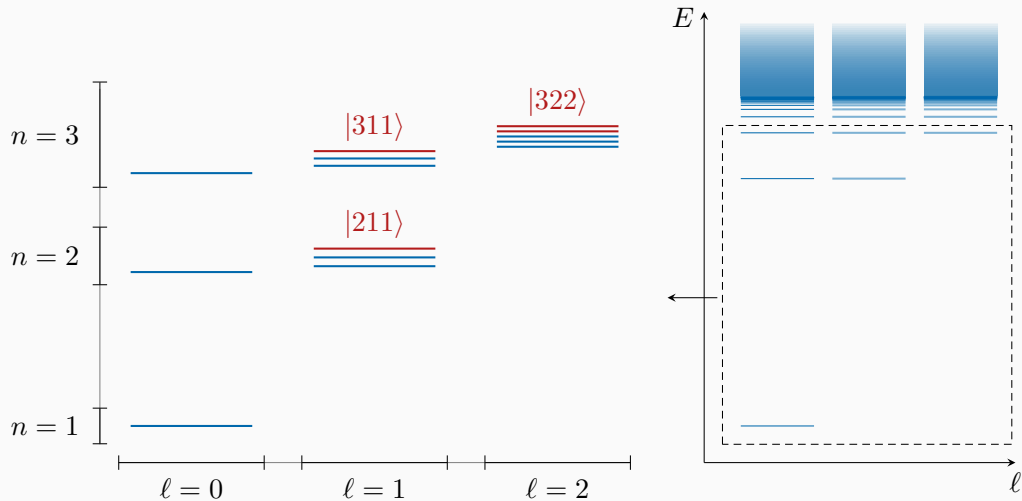 E
|322⟩
|311⟩
n = 3
|211⟩
n = 2
n = 1
ℓ = 0
ℓ = 1
ℓ = 2
ℓ